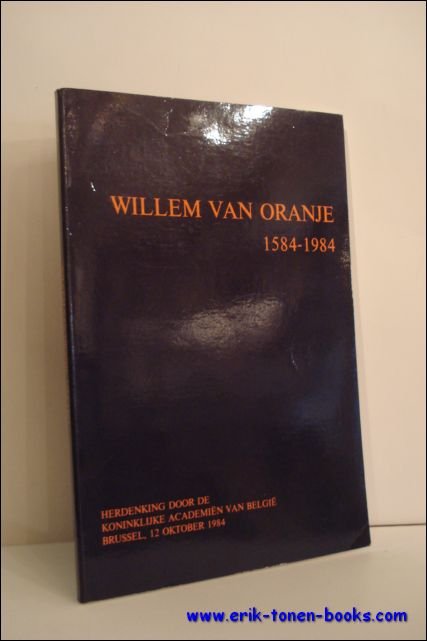 WILLEM VAN ORANJE
1584-1984
HERDENKING DOOR DE
KONINKLIJKE ACADEMIËN VAN BELGIË
BRUSSEL, 12 OKTOBER 1984
www.erik-tonen-books.com